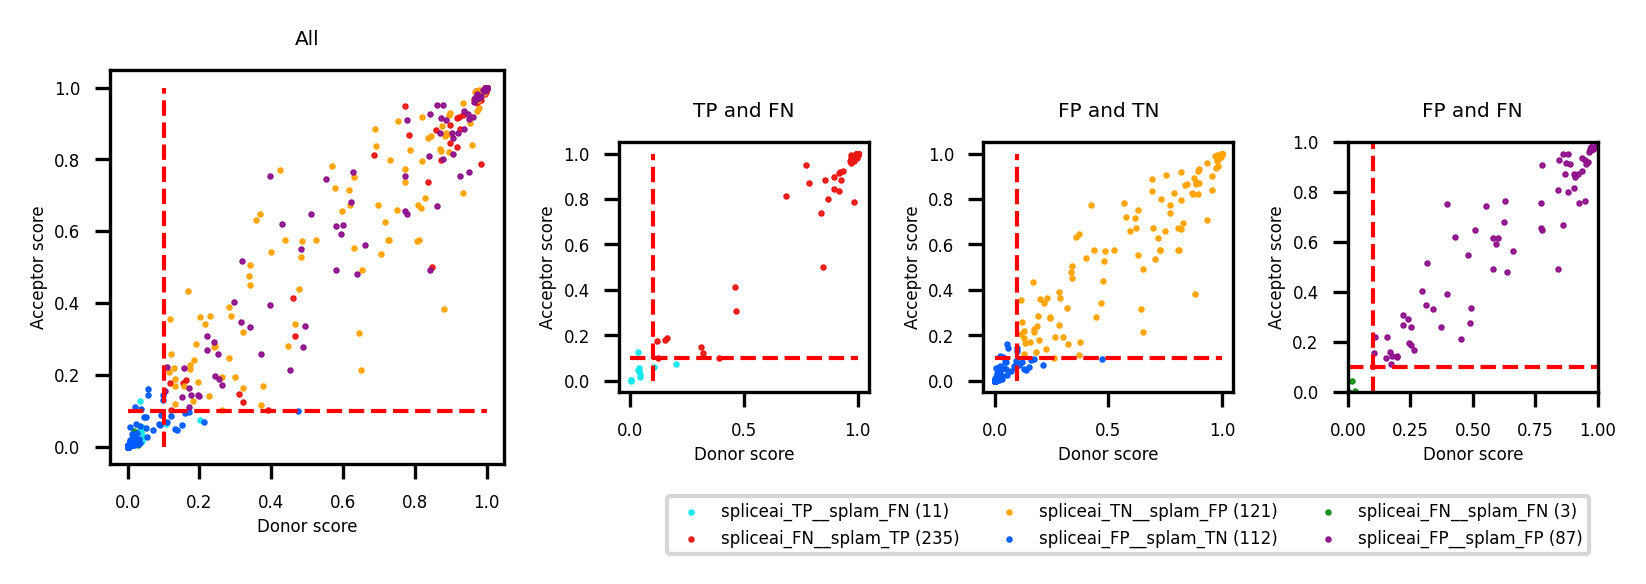 All
1.0
0.8
0.6
0.4
0.2
0.0
Acceptor score
0.0 0.2 0.4 0.6 0.8 1.0
Donor score
TP and FN
1.0
0.8
0.6
0.4
0.2
0.0
Acceptor score
0.0 0.5 1.0
Donor score
FP and TN
1.0
0.8
0.6
0.4
0.2
0.0
Acceptor score
0.0 0.5 1.0
Donor score
FP and FN
1.0
0.8
0.6
0.4
0.2
0.0
Acceptor score
0.00 0.25 0.50 0.75 1.00
Donor score
spliceai_TP__splam_FN (11) spliceai_TN__splam_FP (121) spliceai_FN__splam_FN (3)
spliceai_FN__splam_TP (235) spliceai_FP__splam_TN (112) spliceai_FP__splam_FP (87)